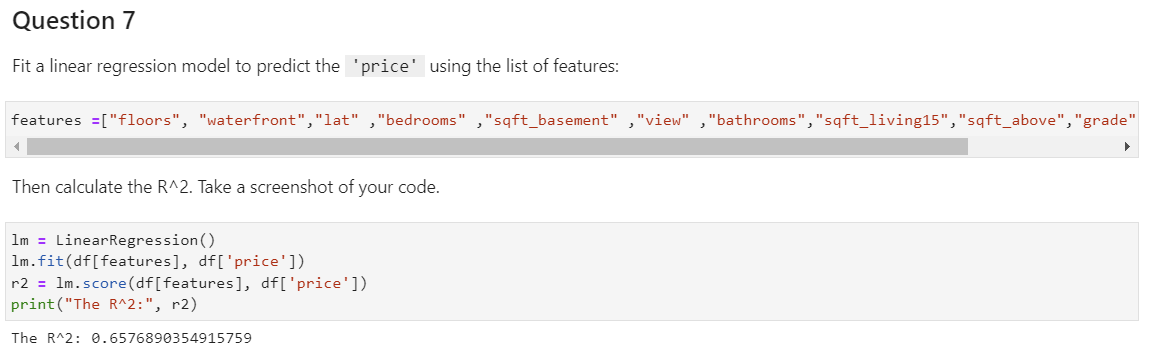 Question 7
Fit a linear regression model to predict the 'price' using the list of features:
features =["floors", "waterfront","lat" ,"bedrooms" ,"sqft_basement" ,"view" ,"bathrooms","sqft_living15","sqft_above","grade"
Then calculate the R^2. Take a screenshot of your code.
lm = LinearRegression()
lm.fit(df[features], df['price'])
r2 = lm.score(df[features], df['price'])
print("The R^2:", r2)
The R^2: 0.6576890354915759